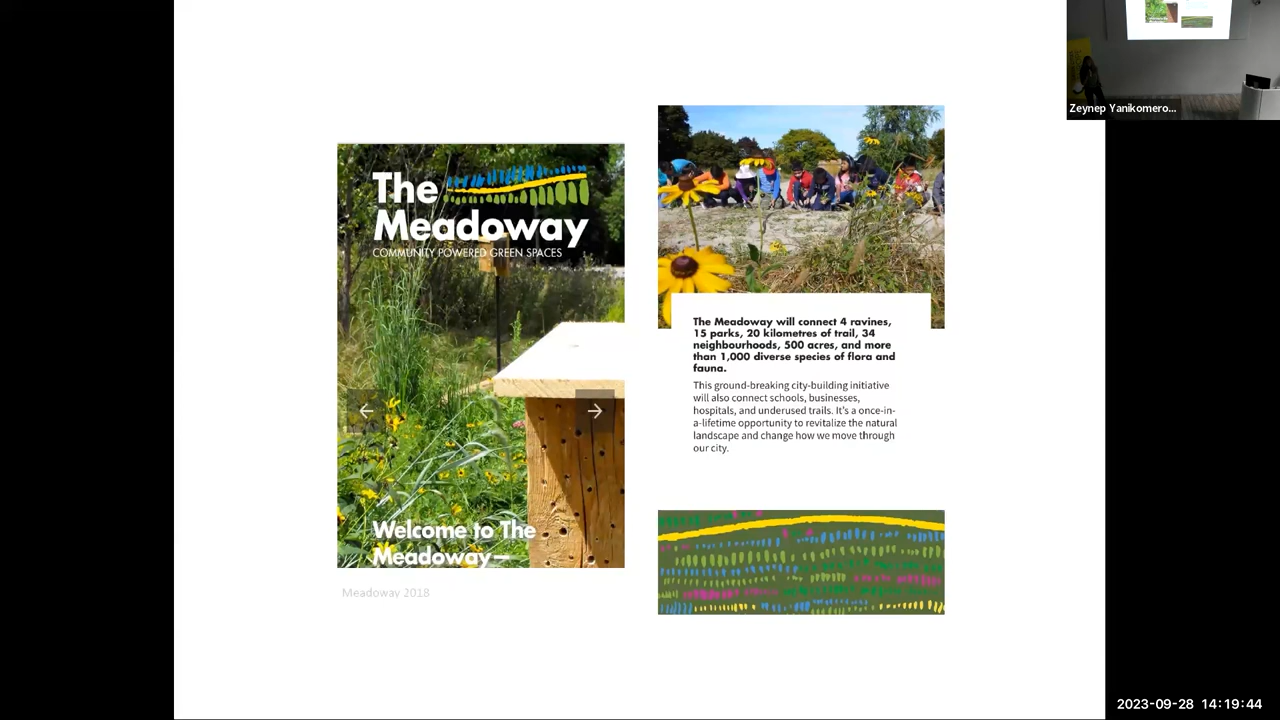 The
Meadoway
COMMUNITY POWERED GREEN SPACES
Welcome to The
Meadoway—
Meadoway 2018
The Meadoway will connect 4 ravines,
15 parks, 20 kilometres of trail, 34
neighbourhoods, 500 acres, and more
than 1,000 diverse species of flora and
fauna.
This ground-breaking city-building initiative
will also connect schools, businesses,
hospitals, and underused trails. It's a once-in-
a-lifetime opportunity to revitalize the natural
landscape and change how we move through
our city.
Zeynep Yanikomero...
2023-09-28 14:19:44